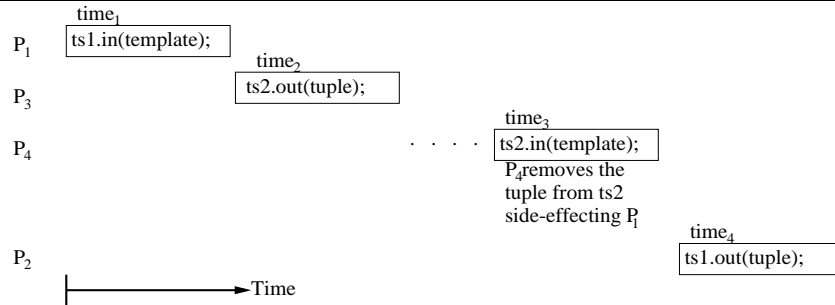 time1
P1 ts1.in(template);
time2
P3 ts2.out(tuple);
time3
P4 . . . . ts2.in(template);
P4removes the
tuple from ts2
side-effecting P1
time4
P2 ts1.out(tuple);
Time